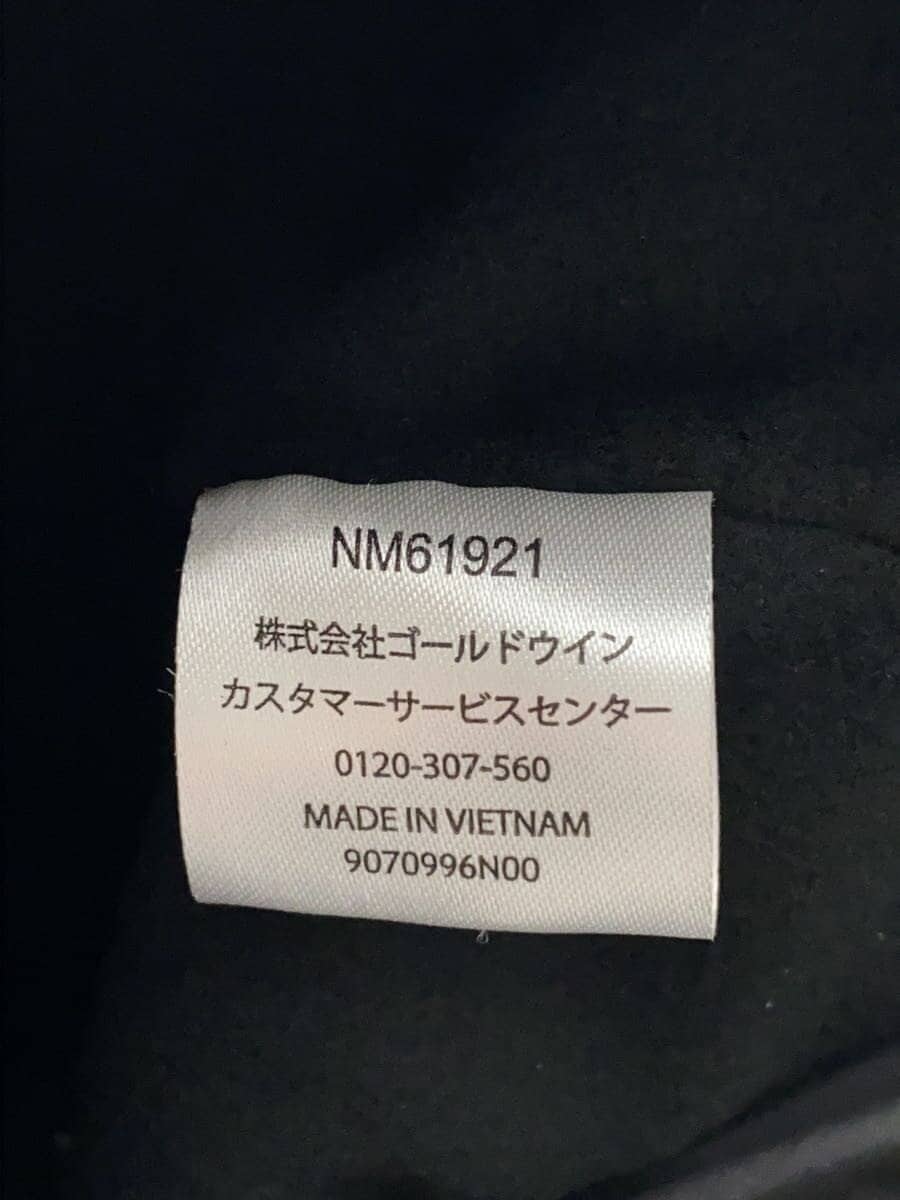 NM61921
株式会社ゴールドウイン
カスタマーサービスセンター
0120-307-560
MADE IN VIETNAM
9070996N00